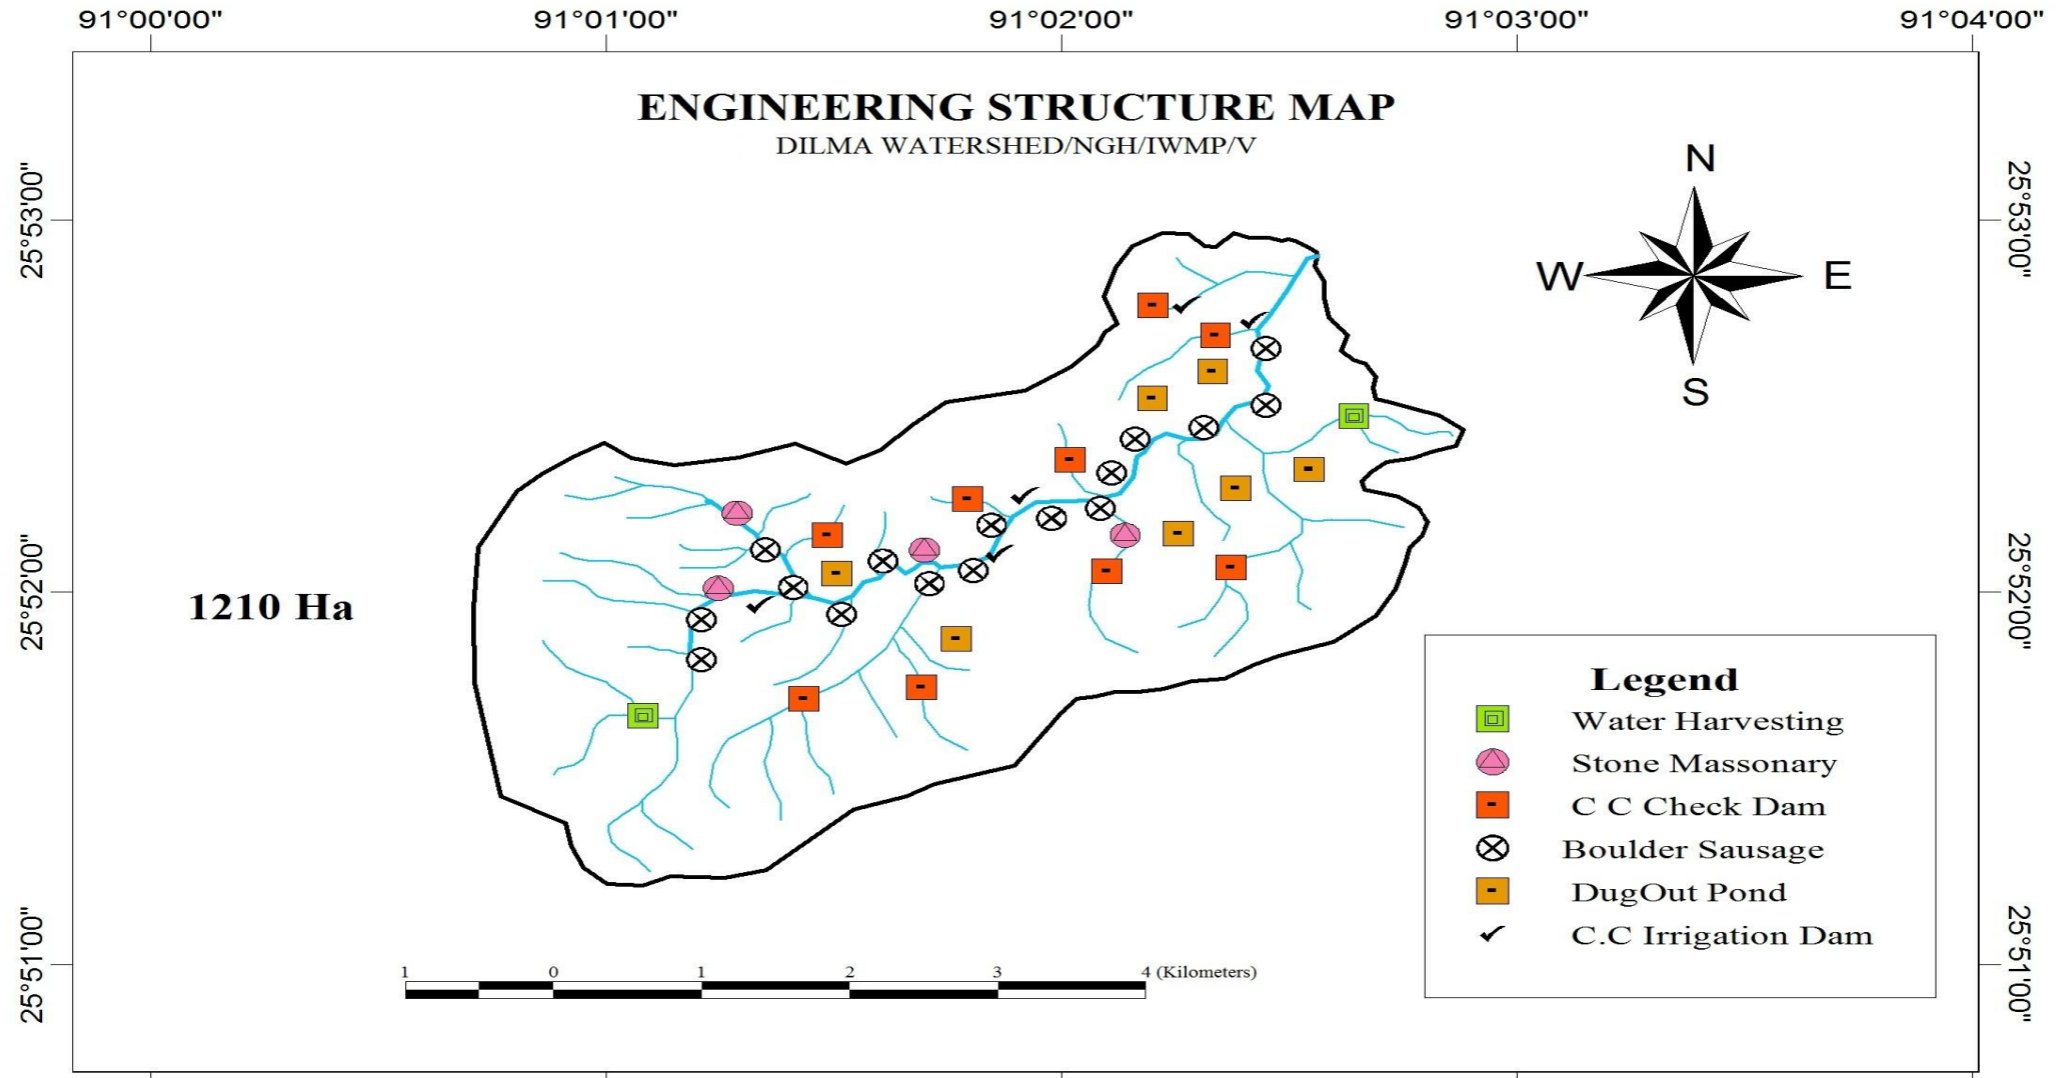 91°00'00" 91°01'00" 91°02'00" 91°03'00" 91°04'00"
ENGINEERING STRUCTURE MAP
DILMA WATERSHED/NGH/IWMP/V
N
W E
S
25°53'00" 25°53'00"
25°52'00" 25°52'00"
1210 Ha
Legend
Water Harvesting
Stone Massonary
C C Check Dam
Boulder Sausage
DugOut Pond
C.C Irrigation Dam
25°51'00" 25°51'00"
1 0 1 2 3 4 (Kilometers)